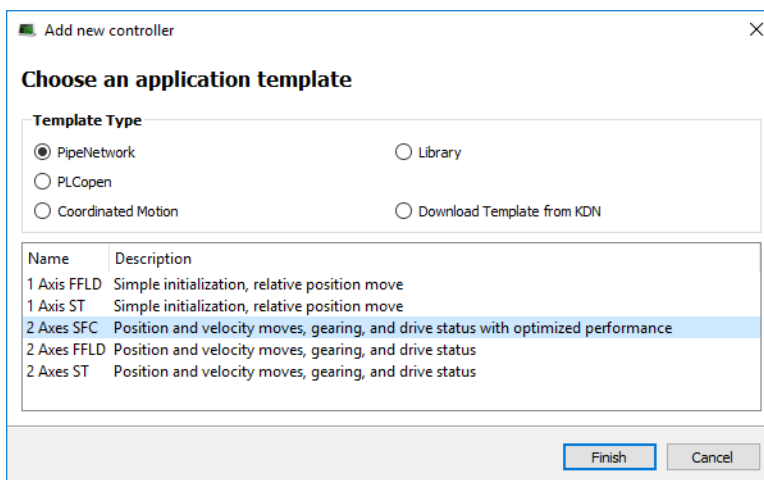 Add new controller
Choose an application template
Template Type
PipeNetwork Library
PLCopen
Coordinated Motion Download Template from KDN
Name Description
1 Axis FFLD Simple initialization, relative position move
1 Axis ST Simple initialization, relative position move
2 Axes SFC Position and velocity moves, gearing, and drive status with optimized performance
2 Axes FFLD Position and velocity moves, gearing, and drive status
2 Axes ST Position and velocity moves, gearing, and drive status
Finish Cancel